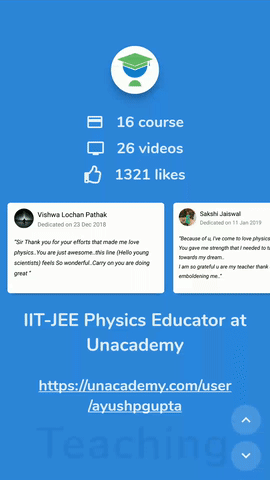 16 course
26 videos
1321 likes
Vishwa Lochan Pathak
Dedicated on 23 Dec 2018
"Sir Thank you for your efforts that made me love
physics..You are just awesome..this line (Hello young
scientists) feels So wonderful..Carry on you are doing
great "
Sakshi Jaiswal
Dedicated on 11 Jan 2019
"Because of u, I've come to love physics
You gave me strength that I needed to
towards my dream..
I am so grateful u are my teacher thank
emboldening me.."
IIT-JEE Physics Educator at
Unacademy
https://unacademy.com/user
/ayushpgupta
Teaching